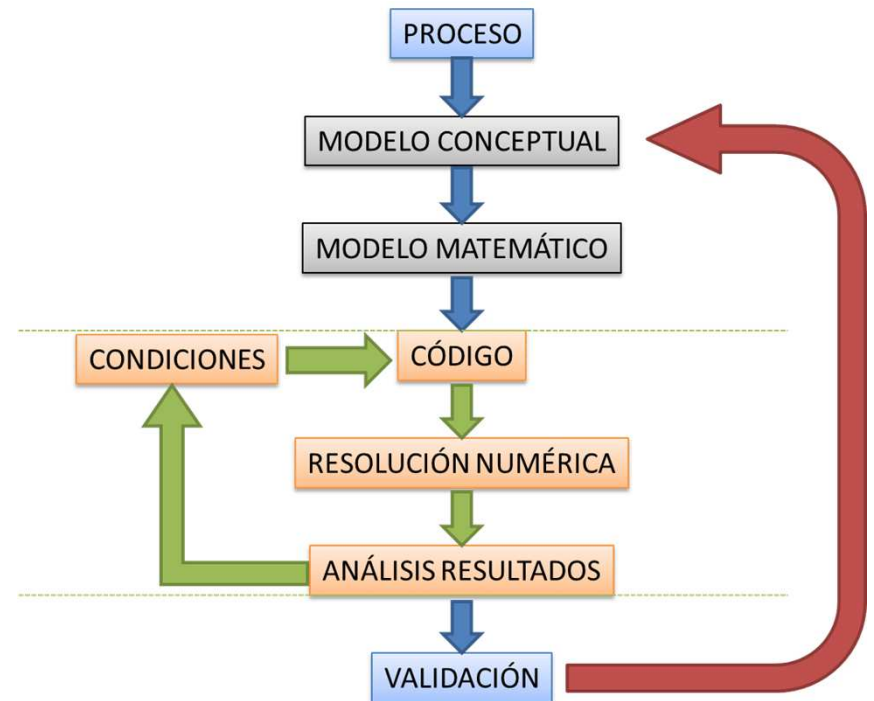 PROCESO
MODELO CONCEPTUAL
MODELO MATEMÁTICO
CONDICIONES
CÓDIGO
RESOLUCIÓN NUMÉRICA
ANÁLISIS RESULTADOS
VALIDACIÓN